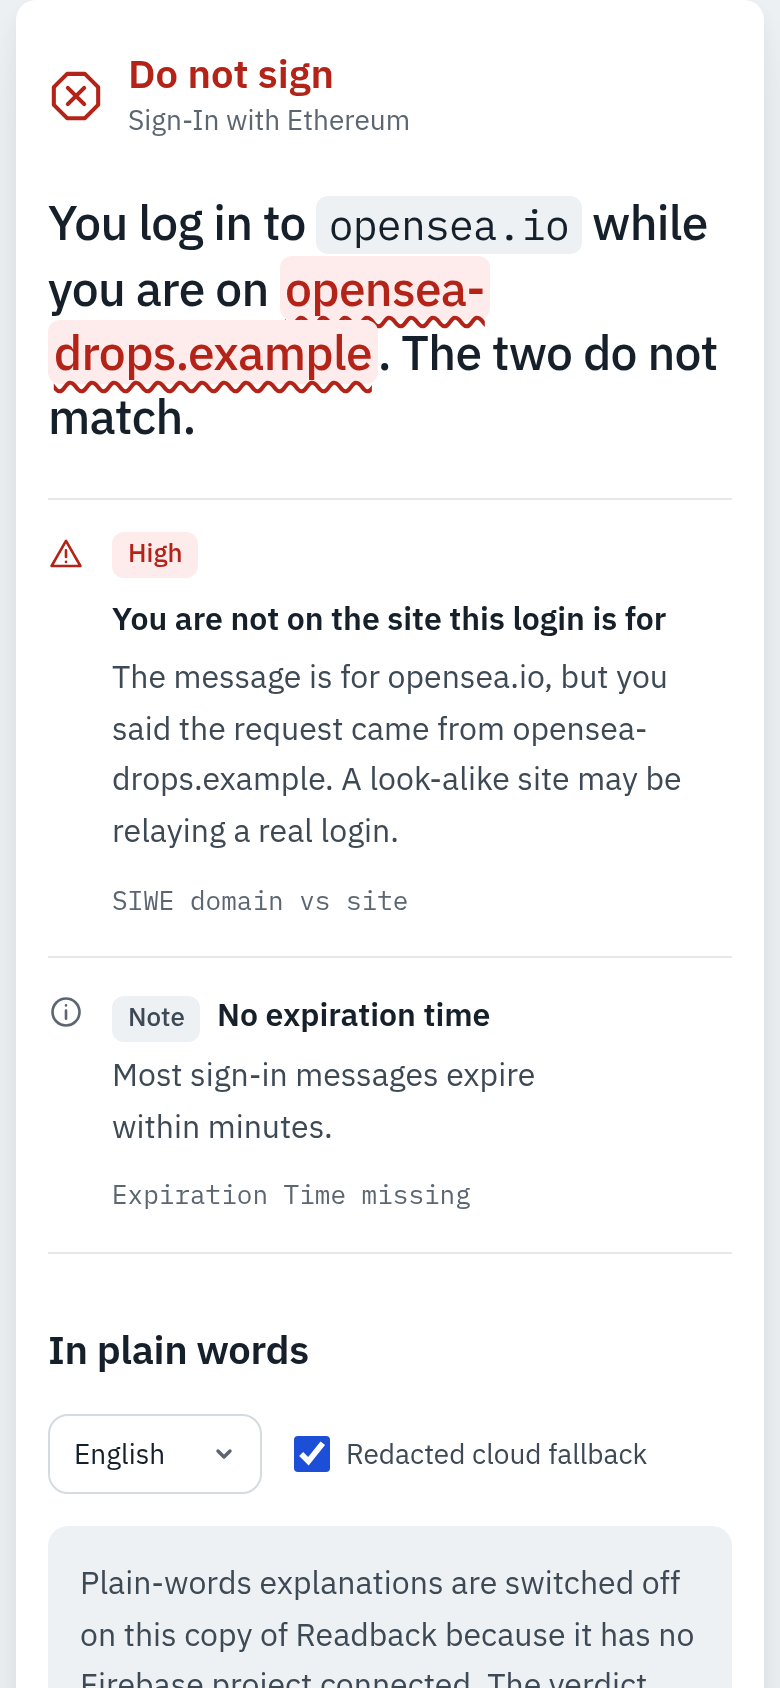 Do not sign
Sign-In with Ethereum
You log in to opensea.io while
you are on opensea-
drops.example. The two do not
match.
High
You are not on the site this login is for
The message is for opensea.io, but you
said the request came from opensea-
drops.example. A look-alike site may be
relaying a real login.
SIWE domain vs site
Note No expiration time
Most sign-in messages expire
within minutes.
Expiration Time missing
In plain words
English Redacted cloud fallback
Plain-words explanations are switched off
on this copy of Readback because it has no
Firebase project connected. The verdict